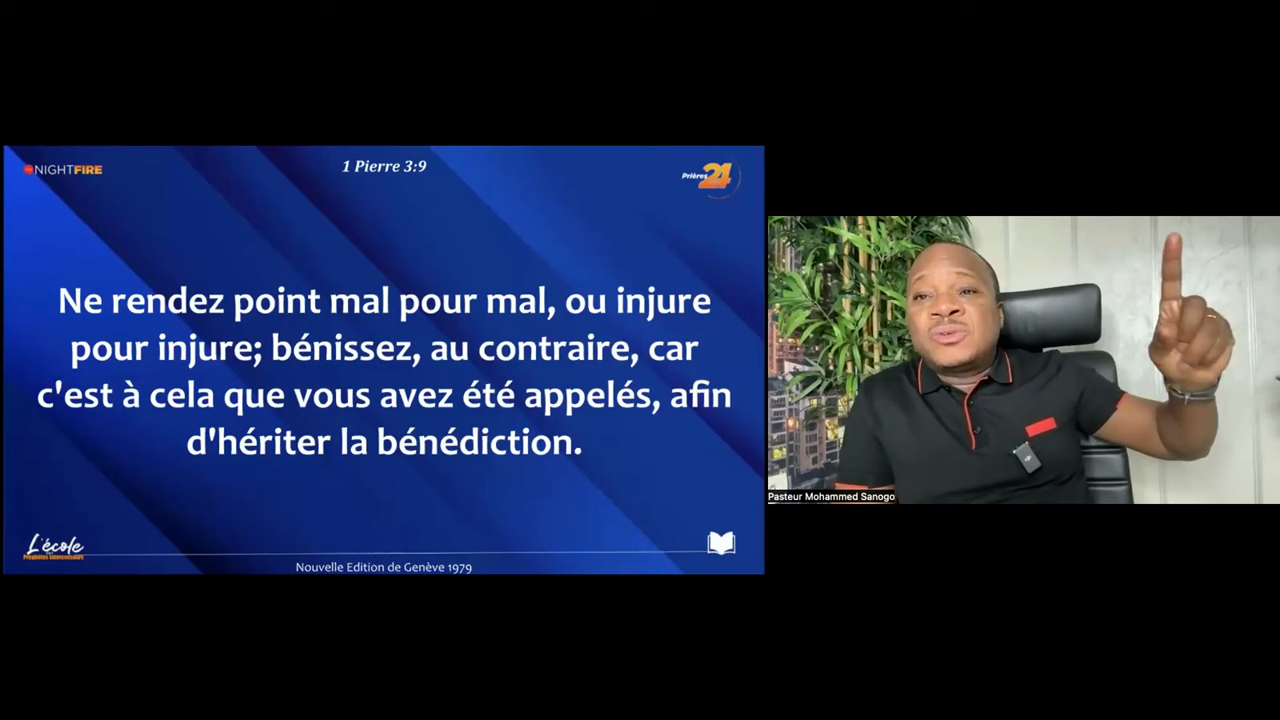 NIGHTFIRE
1 Pierre 3:9
Prières 24
Ne rendez point mal pour mal, ou injure
pour injure; bénissez, au contraire, car
c'est à cela que vous avez été appelés, afin
d'hériter la bénédiction.
L'école
Nouvelle Edition de Genève 1979
Pasteur Mohammed Sanogo